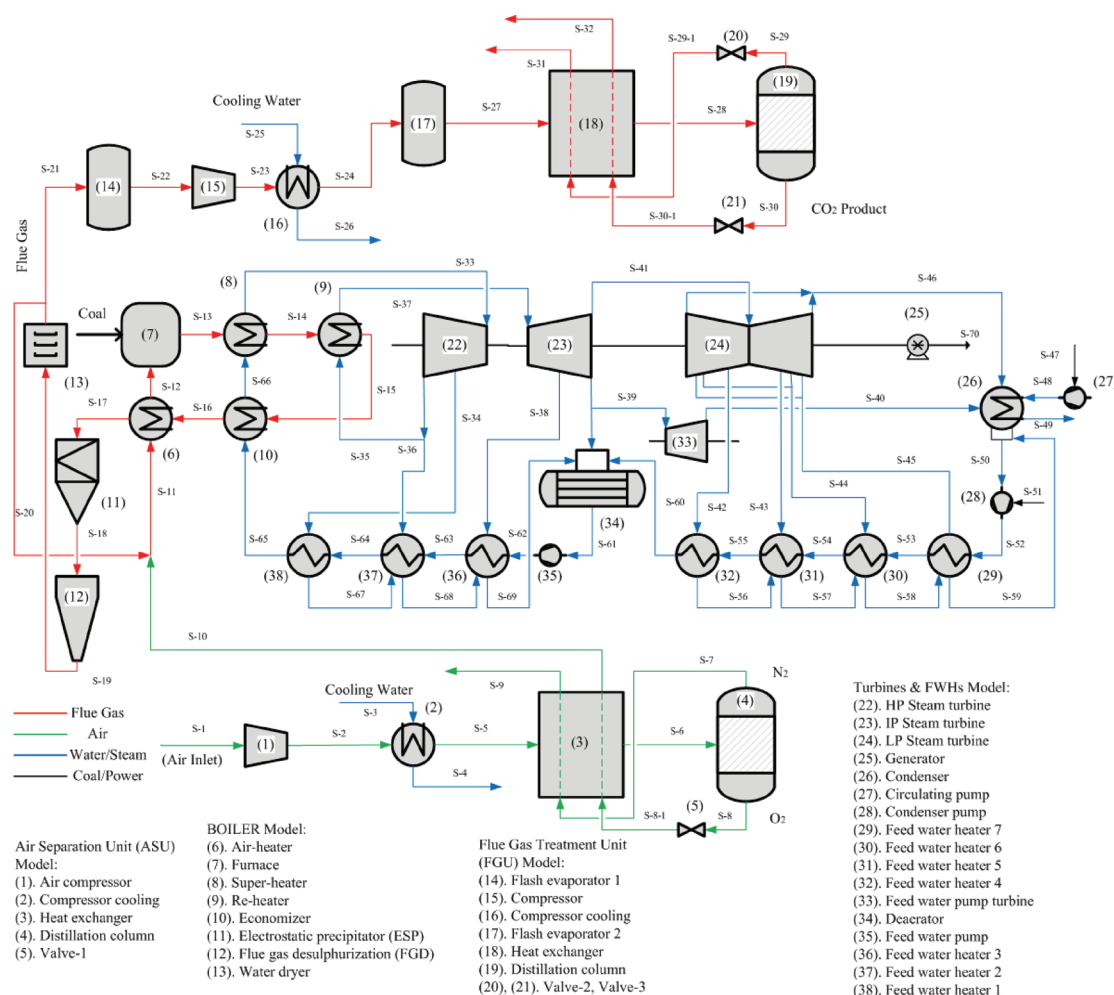 S-32
S-29-1
(20)
S-29
S-31
(19)
Cooling Water
S-25
(17)
S-27
(18)
S-28
S-21
(14)
S-22
(15)
S-23
S-24
(16)
S-26
S-30-1
(21)
S-30
CO2 Product
Flue Gas
(8)
S-33
S-41
S-46
(9)
S-37
Coal
(7)
S-13
S-14
(22)
(23)
(24)
(25)
S-70
S-47
(13)
S-12
S-66
S-15
(26)
S-48
(27
S-17
S-16
S-34
S-38
S-39
S-40
S-49
(6)
(10)
S-35
S-36
(33)
S-50
S-45
S-11
(11)
S-20
S-18
S-60
S-42
S-43
S-44
(28)
S-51
(34)
S-65
S-64
S-63
S-62
S-61
S-55
S-54
S-53
S-52
(38)
(37)
(36)
(35)
(32)
(31)
(30)
(29)
(12)
S-67
S-68
S-69
S-56
S-57
S-58
S-59
S-10
S-19
S-7
N2
S-9
Cooling Water
S-3
(2)
(4)
Flue Gas
Air
Water/Steam
Coal/Power
S-1
(Air Inlet)
(1)
S-2
S-5
(3)
S-6
S-4
(5)
S-8-1
S-8
O2
Air Separation Unit (ASU)
Model:
(1). Air compressor
(2). Compressor cooling
(3). Heat exchanger
(4). Distillation column
(5). Valve-1
BOILER Model:
(6). Air-heater
(7). Furnace
(8). Super-heater
(9). Re-heater
(10). Economizer
(11). Electrostatic precipitator (ESP)
(12). Flue gas desulphurization (FGD)
(13). Water dryer
Flue Gas Treatment Unit
(FGU) Model:
(14). Flash evaporator 1
(15). Compressor
(16). Compressor cooling
(17). Flash evaporator 2
(18). Heat exchanger
(19). Distillation column
(20), (21). Valve-2, Valve-3
Turbines & FWHs Model:
(22). HP Steam turbine
(23). IP Steam turbine
(24). LP Steam turbine
(25). Generator
(26). Condenser
(27). Circulating pump
(28). Condenser pump
(29). Feed water heater 7
(30). Feed water heater 6
(31). Feed water heater 5
(32). Feed water heater 4
(33). Feed water pump turbine
(34). Deaerator
(35). Feed water pump
(36). Feed water heater 3
(37). Feed water heater 2
(38). Feed water heater 1